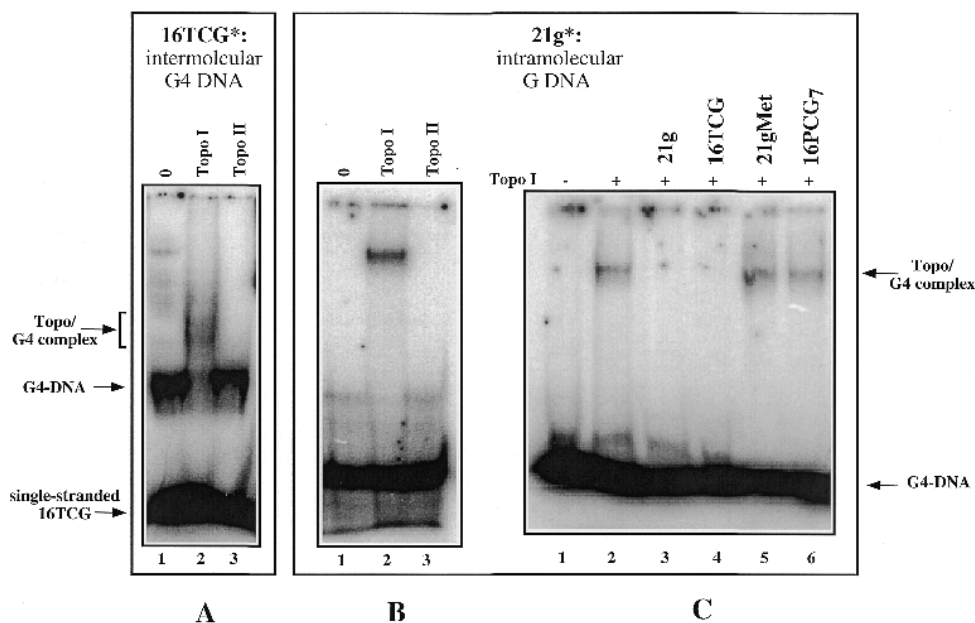 16TCG*:
intermolcular
G4 DNA
0
Topo I
Topo II
Topo/
G4 complex
G4-DNA
single-stranded
16TCG
1 2 3
A
21g*:
intramolecular
G DNA
0
Topo I
Topo II
1 2 3
B
21g
16TCG
21gMet
16PCG7
Topo I - + + + + +
Topo/
G4 complex
G4-DNA
1 2 3 4 5 6
C